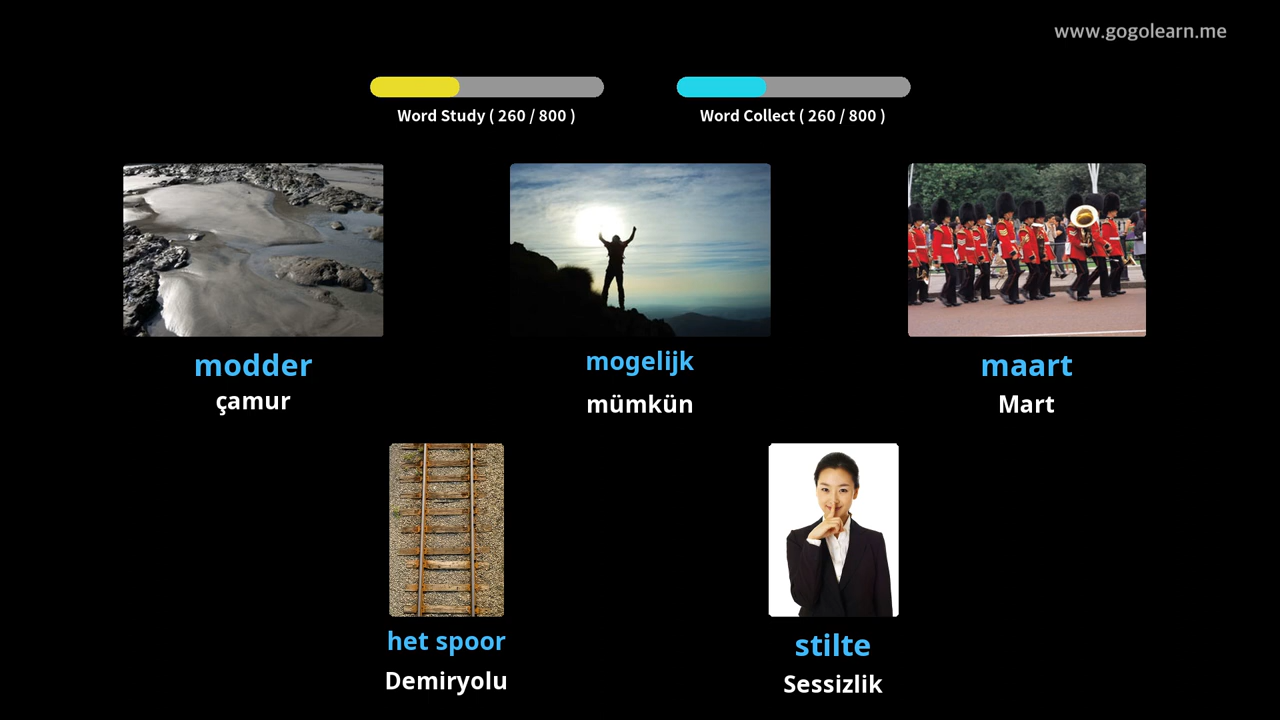 www.gogolearn.me
Word Study ( 260 / 800 )
Word Collect ( 260 / 800 )
modder
çamur
mogelijk
mümkün
maart
Mart
het spoor
Demiryolu
stilte
Sessizlik